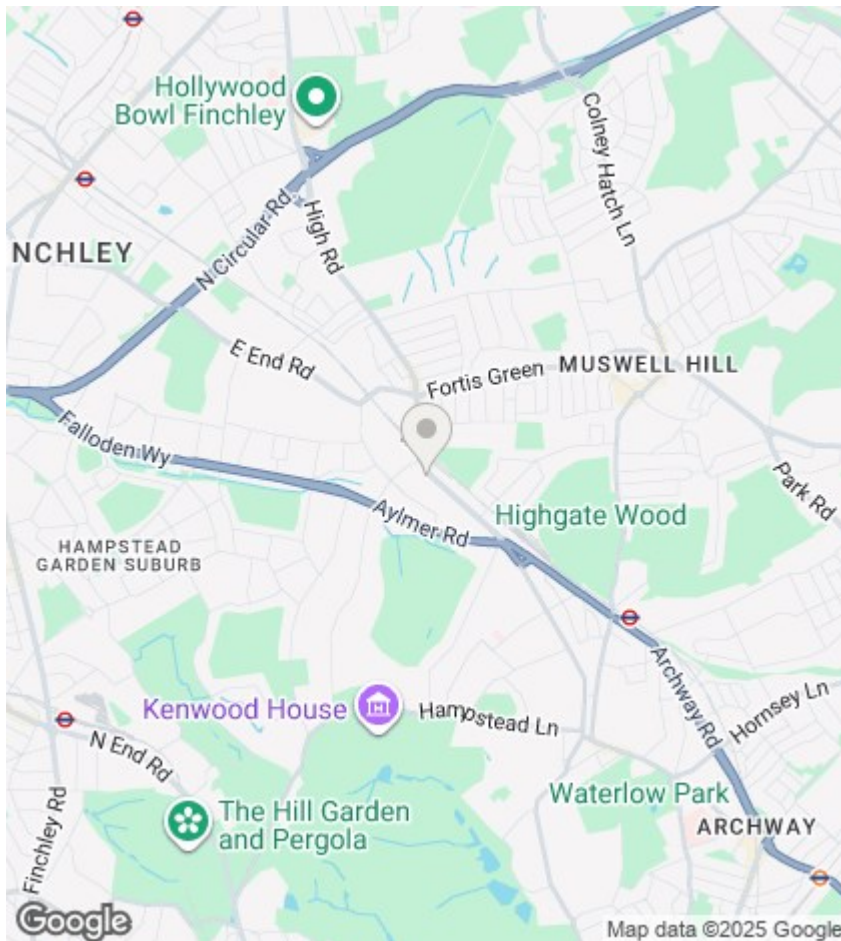 Hollywood
Bowl Finchley
Colney Hatch Ln
High Rd
N Circular Rd
NCHLEY
E End Rd
Fortis Green
MUSWELL HILL
Falloden Wy
Park Rd
Aylmer Rd
Highgate Wood
HAMPSTEAD
GARDEN SUBURB
Archway Rd
Kenwood House
Hampstead Ln
Hornsey Ln
N End Rd
Waterlow Park
The Hill Garden
and Pergola
ARCHWAY
Finchley Rd
Google
Map data ©2025 Google